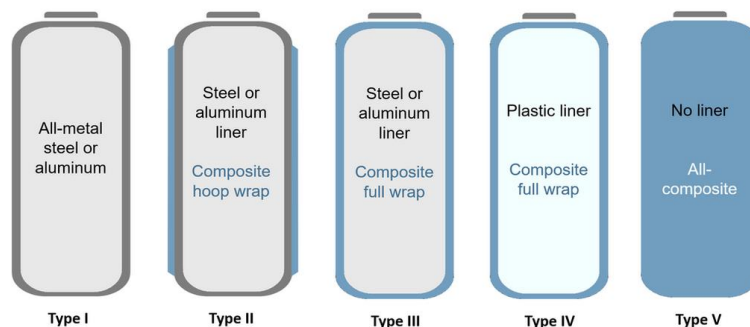 All-metal
steel or
aluminum
Type I
Steel or
aluminum
liner
Composite
hoop wrap
Type II
Steel or
aluminum
liner
Composite
full wrap
Type III
Plastic liner
Composite
full wrap
Type IV
No liner
All-
composite
Type V